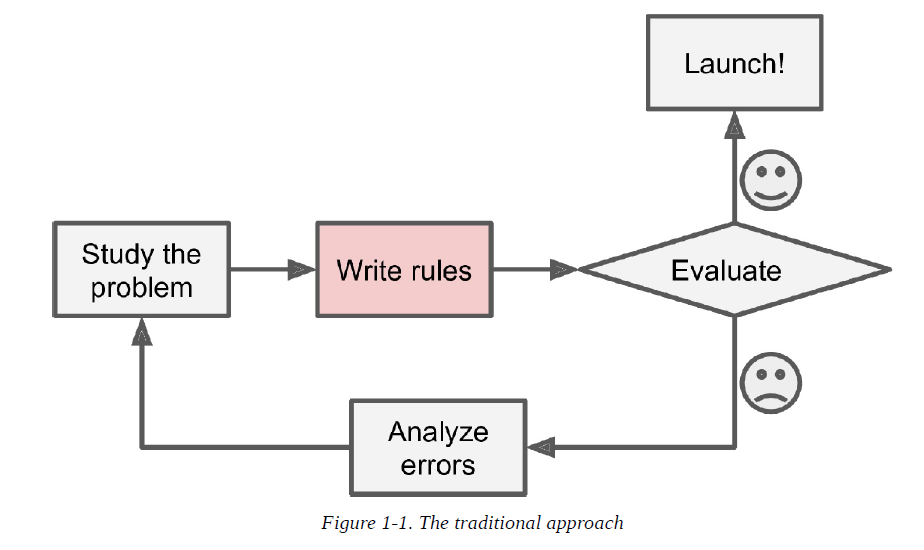 Launch!
Study the
problem
Write rules
Evaluate
Analyze
errors
Figure 1-1. The traditional approach